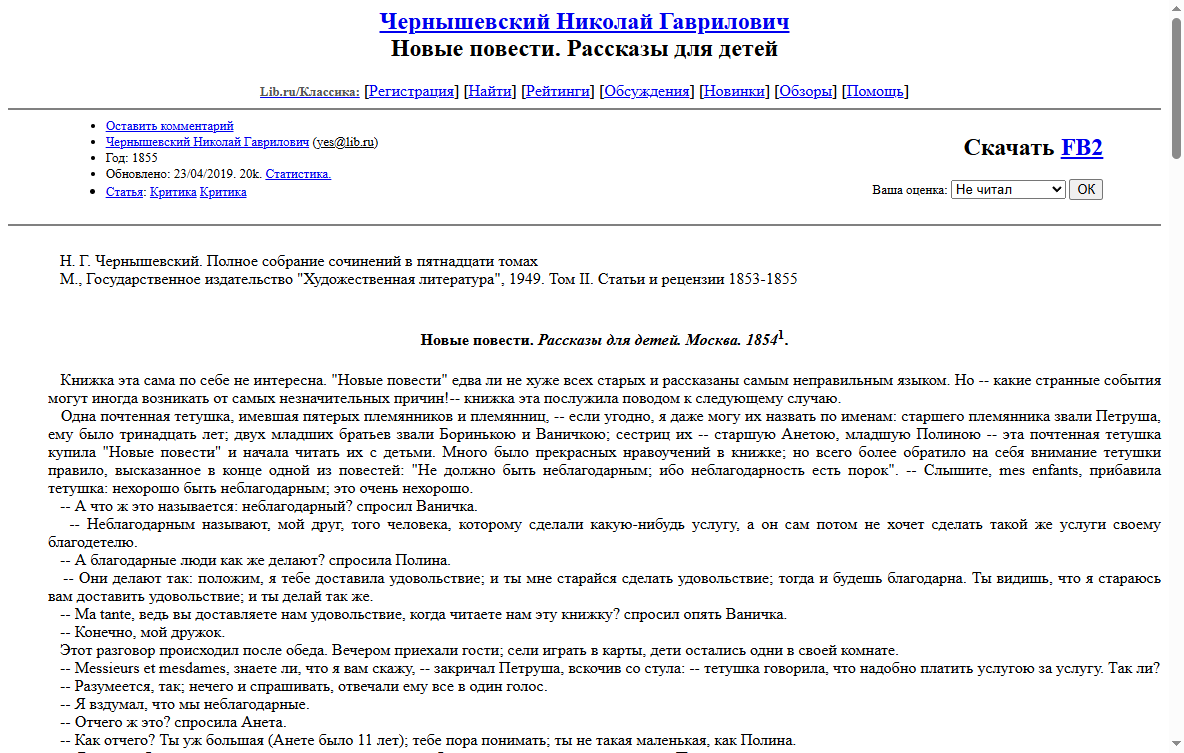 Чернышевский Николай Гаврилович
Новые повести. Рассказы для детей
Lib.ru/Классика: [Регистрация] [Найти] [Рейтинги] [Обсуждения] [Новинки] [Обзоры] [Помощь]
Оставить комментарий
Чернышевский Николай Гаврилович (yes@lib.ru)
Год: 1855
Обновлено: 23/04/2019. 20k. Статистика.
Статья: Критика Критика
Скачать FB2
Ваша оценка: Не читал ОК
Н. Г. Чернышевский. Полное собрание сочинений в пятнадцати томах
М., Государственное издательство "Художественная литература", 1949. Том II. Статьи и рецензии 1853-1855
Новые повести. Рассказы для детей. Москва. 1854¹.
Книжка эта сама по себе не интересна. "Новые повести" едва ли не хуже всех старых и рассказаны самым неправильным языком. Но -- какие странные события
могут иногда возникать от самых незначительных причин!-- книжка эта послужила поводом к следующему случаю.
Одна почтенная тетушка, имевшая пятерых племянников и племянниц, -- если угодно, я даже могу их назвать по именам: старшего племянника звали Петруша,
ему было тринадцать лет; двух младших братьев звали Боринькою и Ваничкою; сестриц их -- старшую Анетою, младшую Полиною -- эта почтенная тетушка
купила "Новые повести" и начала читать их с детьми. Много было прекрасных нравоучений в книжке; но всего более обратило на себя внимание тетушки
правило, высказанное в конце одной из повестей: "Не должно быть неблагодарным; ибо неблагодарность есть порок". -- Слышите, mes enfants, прибавила
тетушка: нехорошо быть неблагодарным; это очень нехорошо.
-- А что ж это называется: неблагодарный? спросил Ваничка.
-- Неблагодарным называют, мой друг, того человека, которому сделали какую-нибудь услугу, а он сам потом не хочет сделать такой же услуги своему
благодетелю.
-- А благодарные люди как же делают? спросила Полина.
-- Они делают так: положим, я тебе доставила удовольствие; и ты мне старайся сделать удовольствие; тогда и будешь благодарна. Ты видишь, что я стараюсь
вам доставить удовольствие; и ты делай так же.
-- Ma tante, ведь вы доставляете нам удовольствие, когда читаете нам эту книжку? спросил опять Ваничка.
-- Конечно, мой дружок.
Этот разговор происходил после обеда. Вечером приехали гости; сели играть в карты, дети остались одни в своей комнате.
-- Messieurs et mesdames, знаете ли, что я вам скажу, -- закричал Петруша, вскочив со стула: -- тетушка говорила, что надобно платить услугою за услугу. Так ли?
-- Разумеется, так; нечего и спрашивать, отвечали ему все в один голос.
-- Я вздумал, что мы неблагодарные.
-- Отчего ж это? спросила Анета.
-- Как отчего? Ты уж большая (Анете было 11 лет); тебе пора понимать; ты не такая маленькая, как Полина.